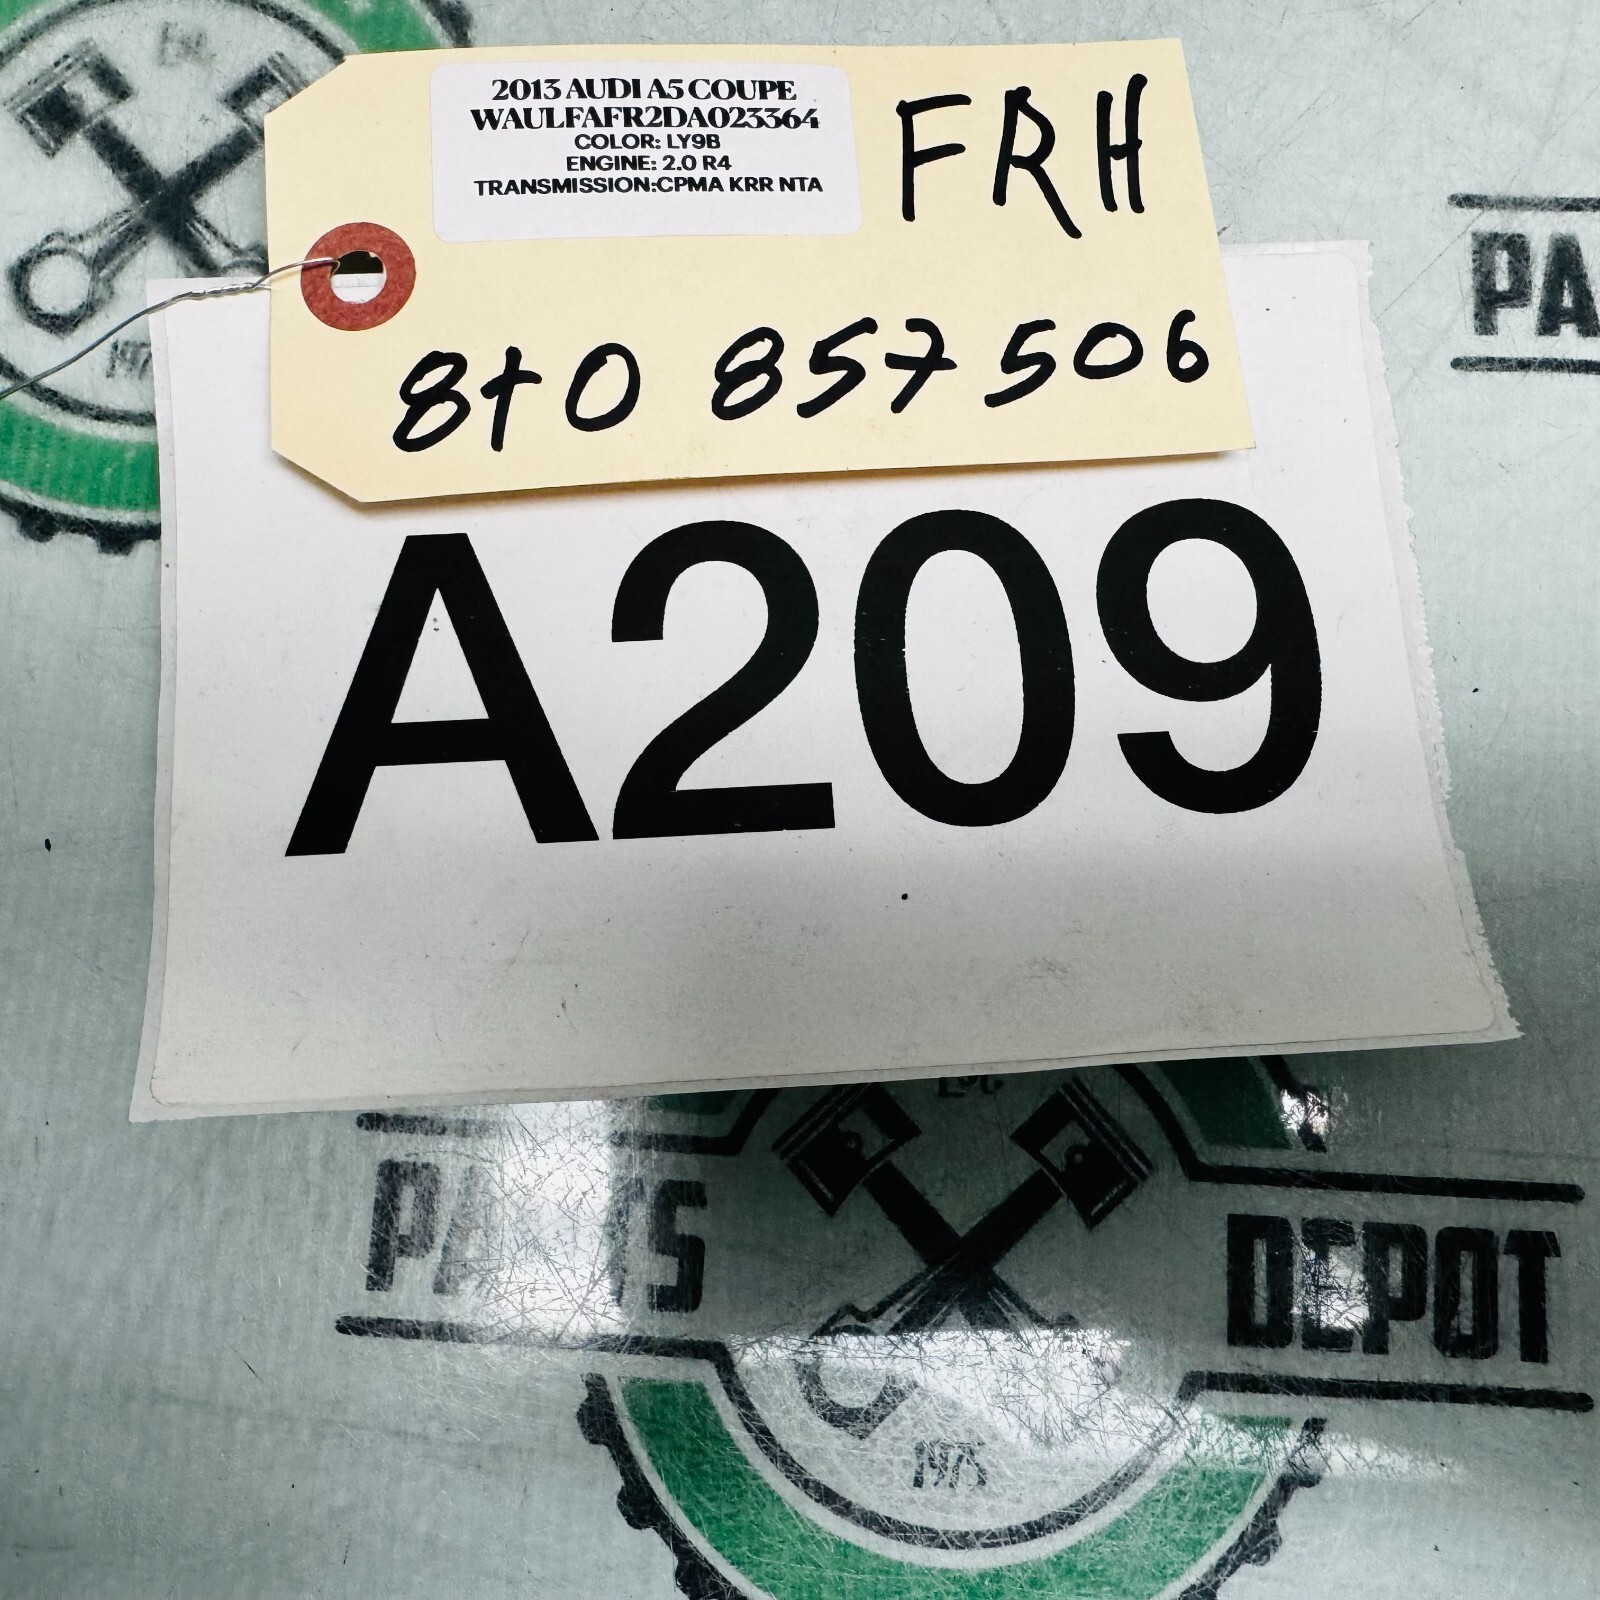 2013 AUDI A5 COUPE
WAULFAFR2DA023364
COLOR: LY9B
ENGINE: 2.0 R4
TRANSMISSION:CPMA KRR NTA
FRH
8t0 857 506
A209
PA
PARTS
DEPOT
1975